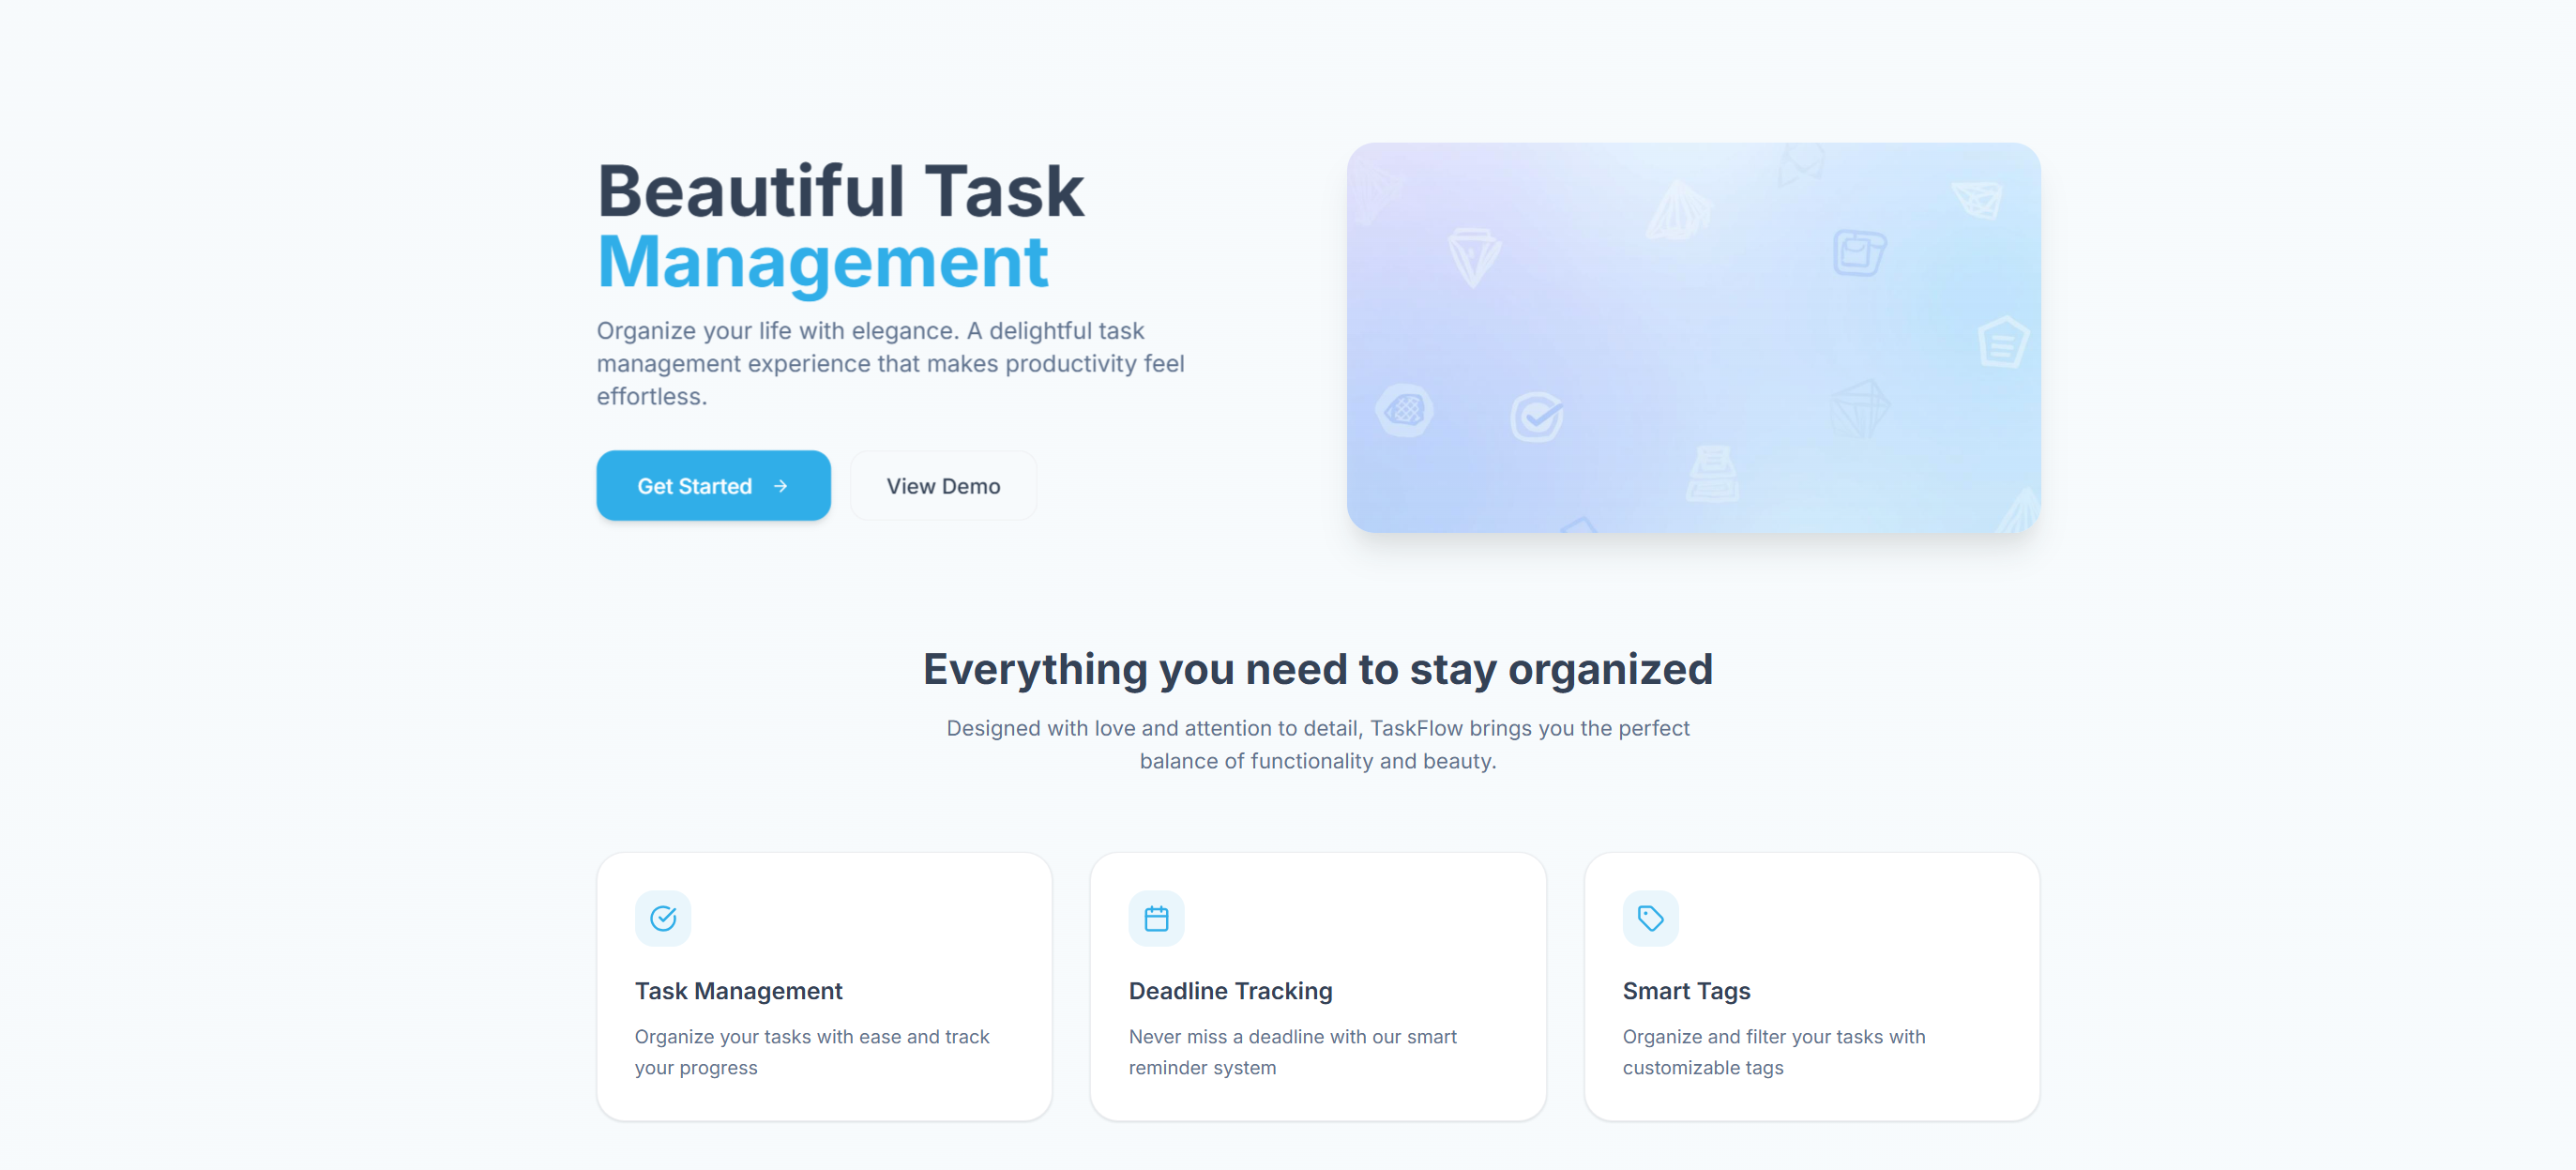 Beautiful Task
Management
Organize your life with elegance. A delightful task
management experience that makes productivity feel
effortless.
Get Started
View Demo
Everything you need to stay organized
Designed with love and attention to detail, TaskFlow brings you the perfect
balance of functionality and beauty.
Task Management
Organize your tasks with ease and track
your progress
Deadline Tracking
Never miss a deadline with our smart
reminder system
Smart Tags
Organize and filter your tasks with
customizable tags